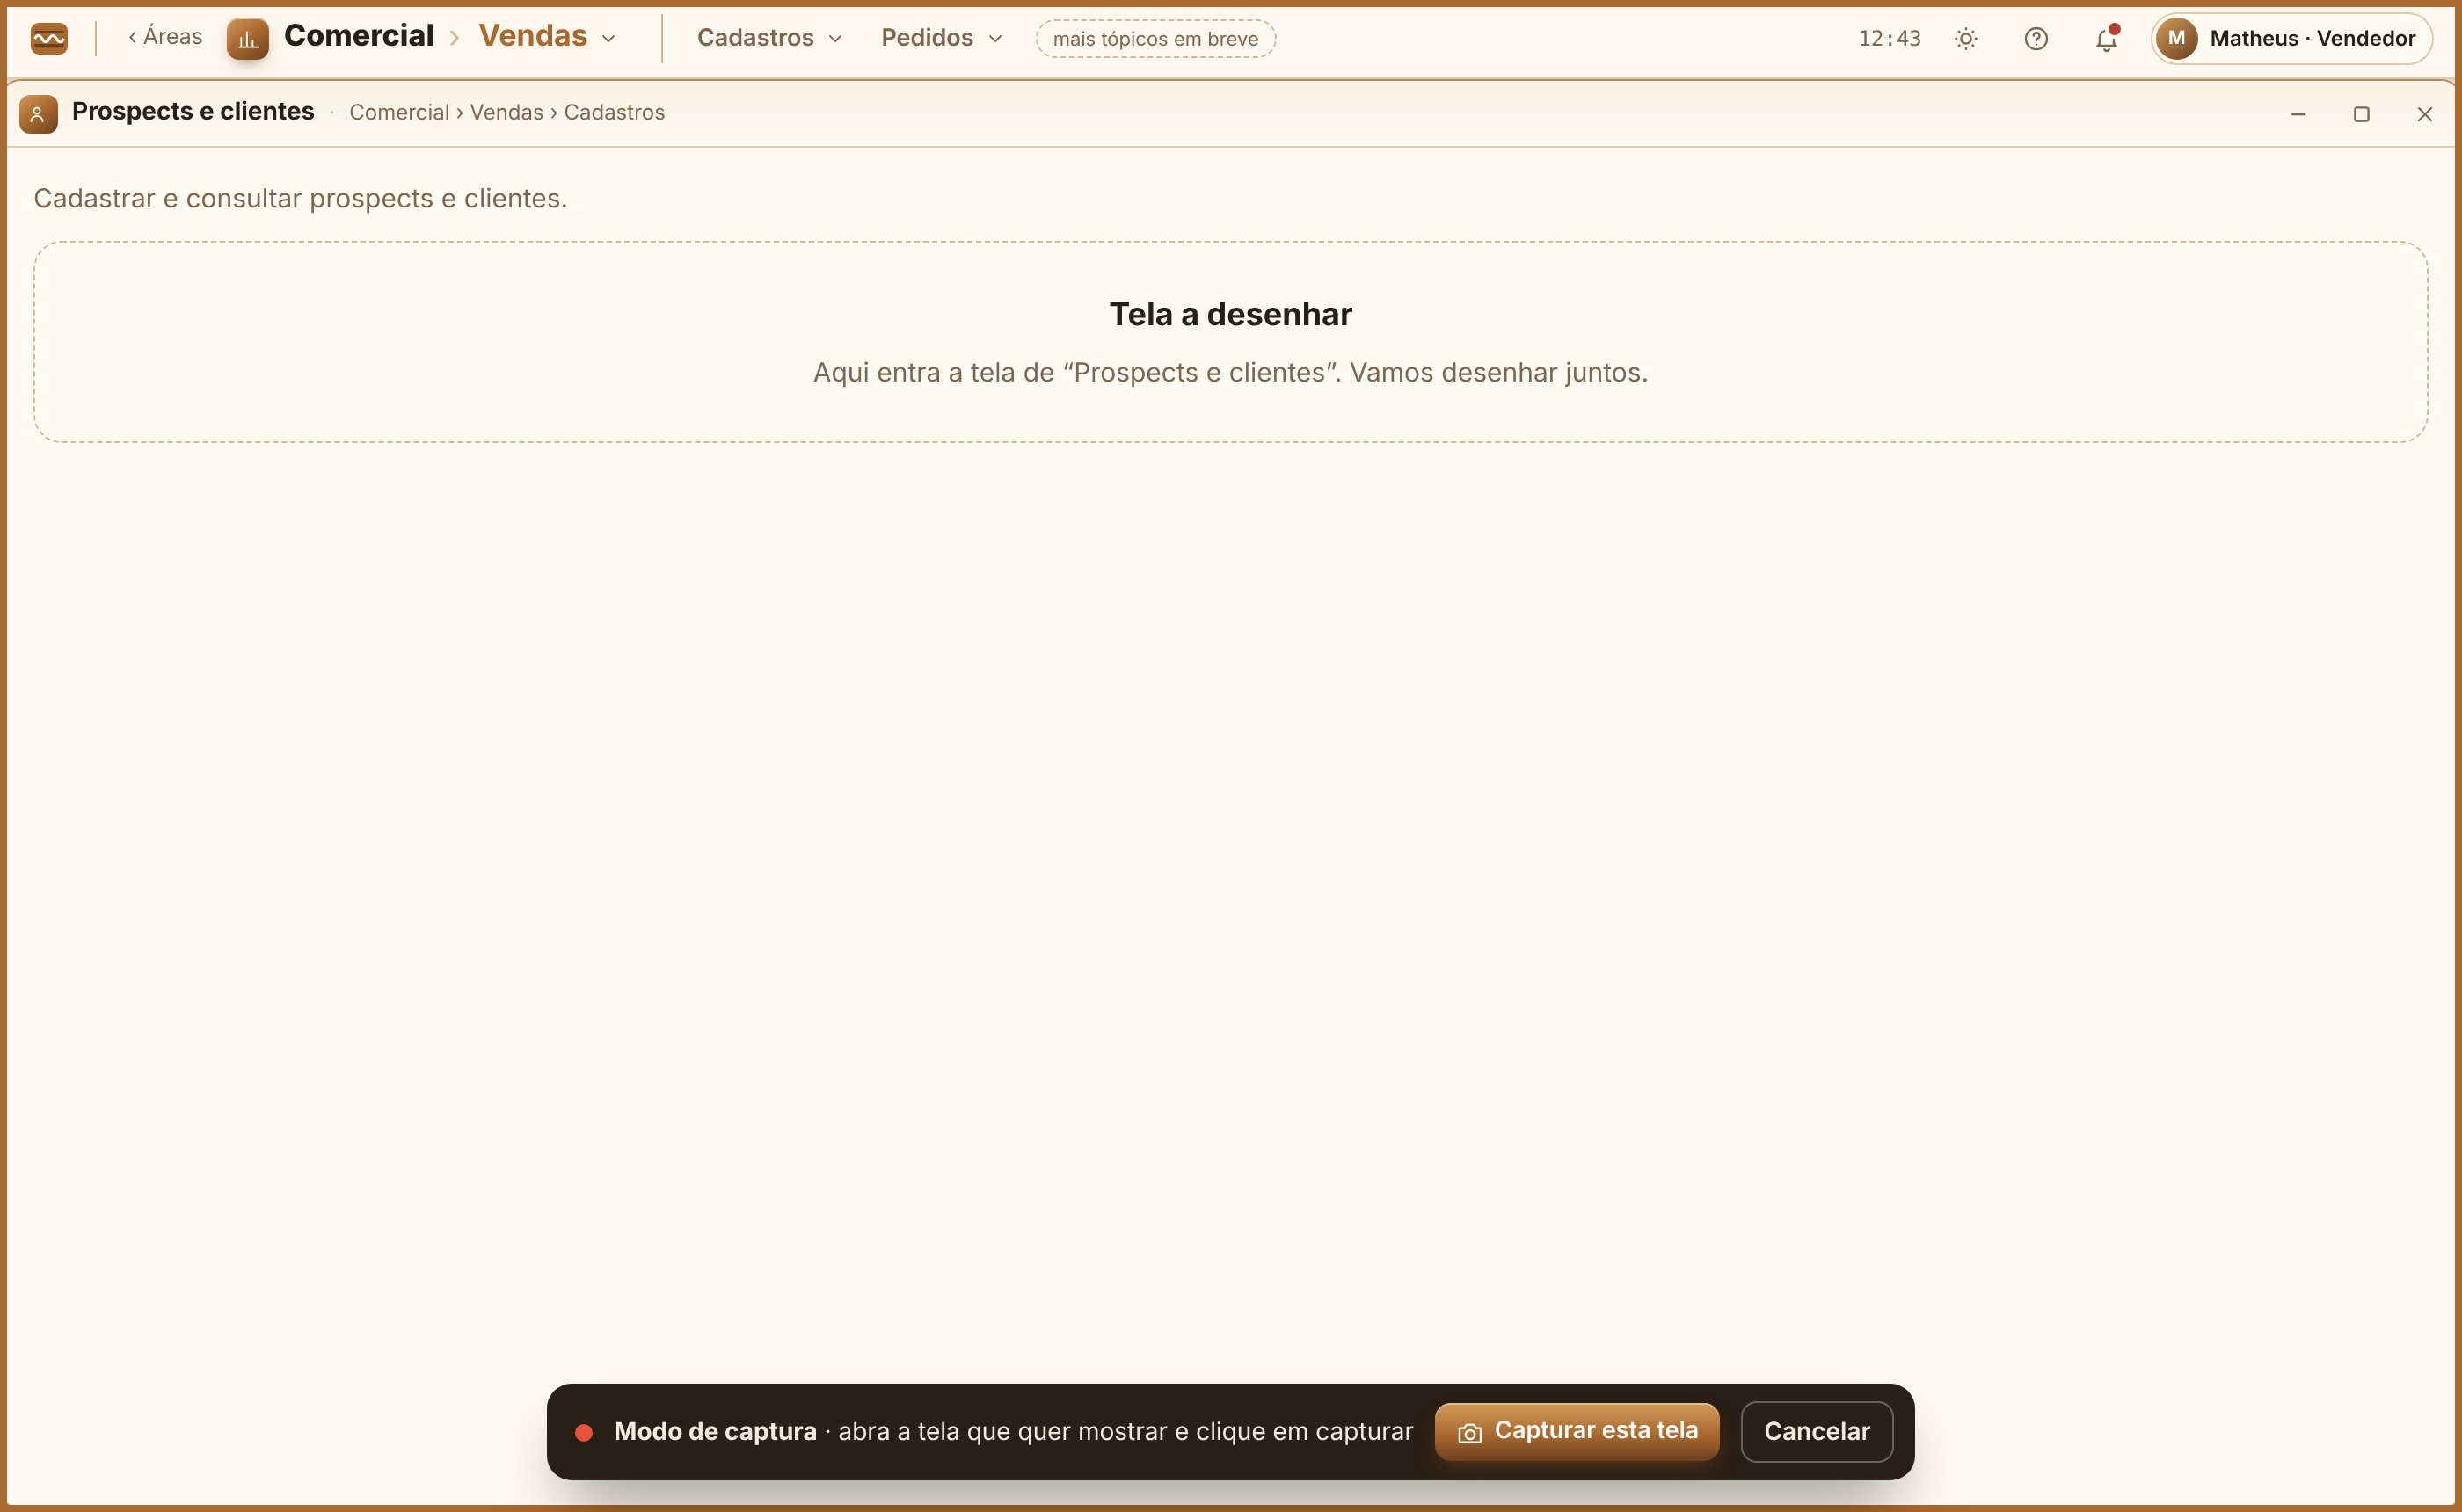 ‹ Áreas Comercial › Vendas Cadastros Pedidos mais tópicos em breve 12:43 M Matheus · Vendedor
Prospects e clientes · Comercial › Vendas › Cadastros
Cadastrar e consultar prospects e clientes.
Tela a desenhar
Aqui entra a tela de “Prospects e clientes”. Vamos desenhar juntos.
Modo de captura · abra a tela que quer mostrar e clique em capturar Capturar esta tela Cancelar